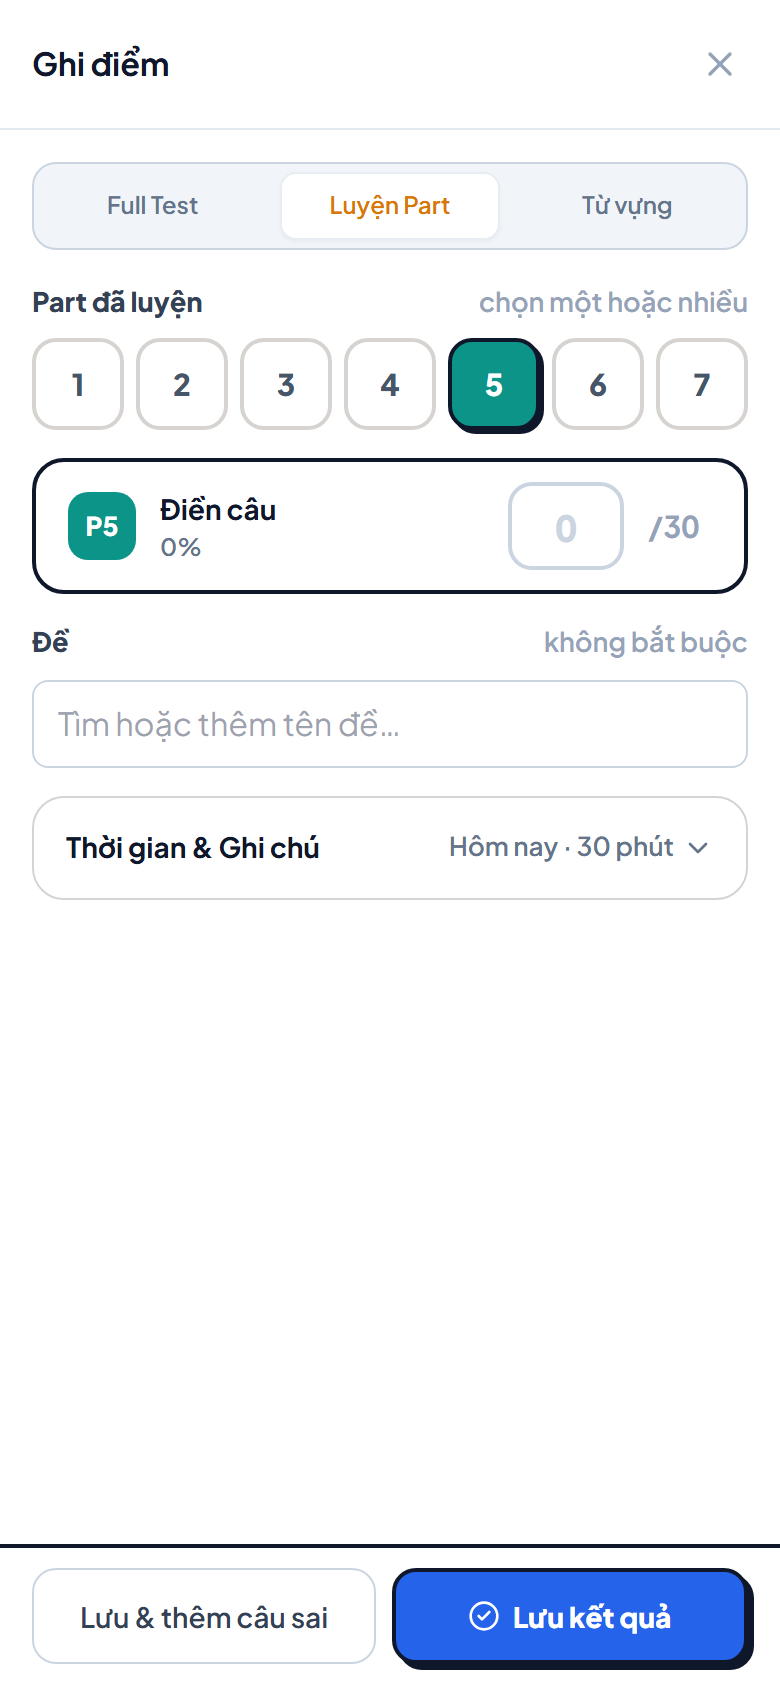 Ghi điểm
Full Test
Luyện Part
Từ vựng
Part đã luyện
chọn một hoặc nhiều
1
2
3
4
5
6
7
P5
Điền câu
0%
0
/30
Đề
không bắt buộc
Tìm hoặc thêm tên đề...
Thời gian & Ghi chú
Hôm nay · 30 phút
Lưu & thêm câu sai
Lưu kết quả